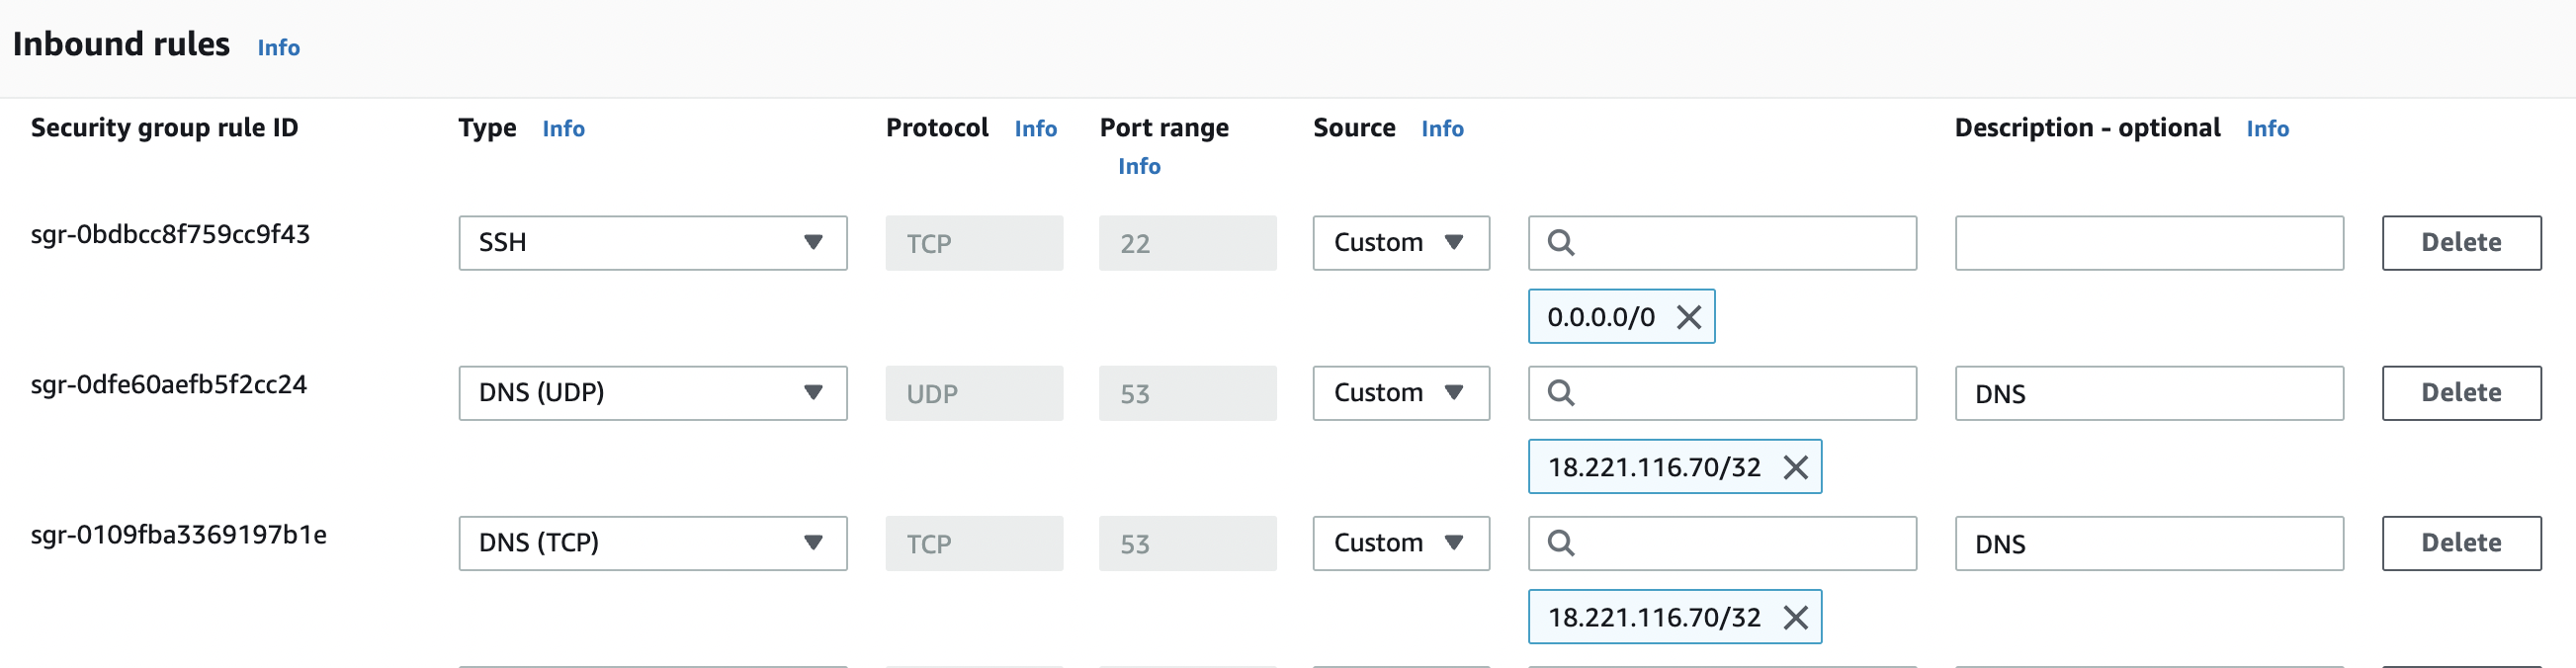 Inbound rules Info
Security group rule ID Type Info Protocol Info Port range Source Info Description - optional Info
Info
sgr-0bdbcc8f759cc9f43 SSH TCP 22 Custom Delete
0.0.0.0/0
sgr-0dfe60aefb5f2cc24 DNS (UDP) UDP 53 Custom DNS Delete
18.221.116.70/32
sgr-0109fba3369197b1e DNS (TCP) TCP 53 Custom DNS Delete
18.221.116.70/32